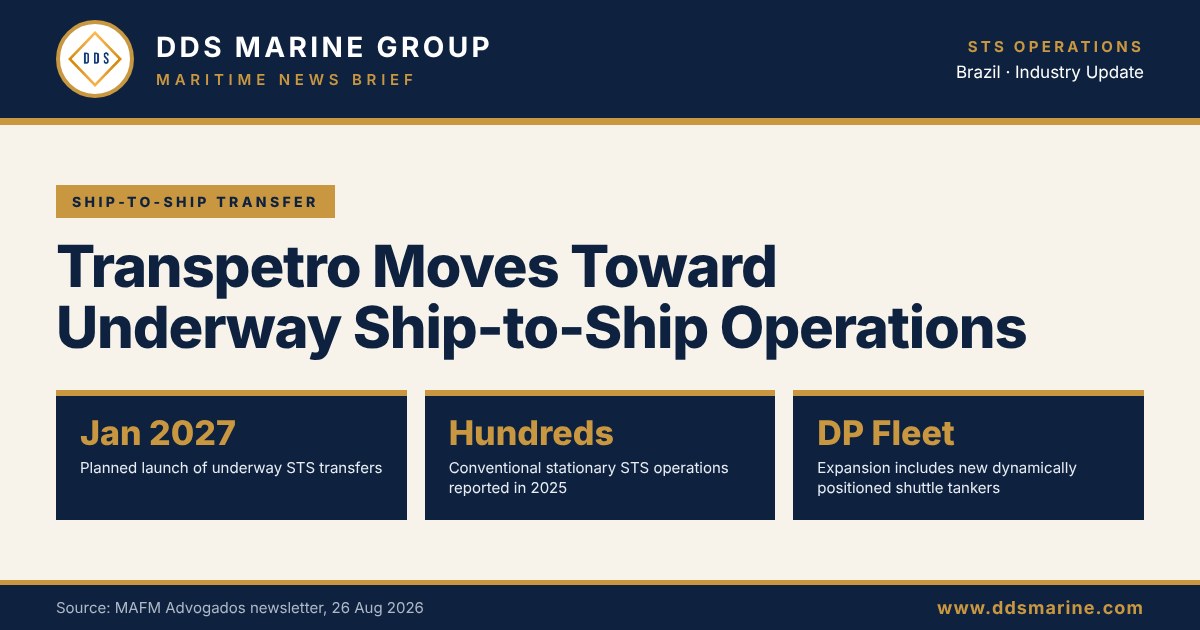 DDS
DDS MARINE GROUP
MARITIME NEWS BRIEF
STS OPERATIONS
Brazil · Industry Update
SHIP-TO-SHIP TRANSFER
Transpetro Moves Toward
Underway Ship-to-Ship Operations
Jan 2027
Planned launch of underway STS transfers
Hundreds
Conventional stationary STS operations
reported in 2025
DP Fleet
Expansion includes new dynamically
positioned shuttle tankers
Source: MAFM Advogados newsletter, 26 Aug 2026
www.ddsmarine.com